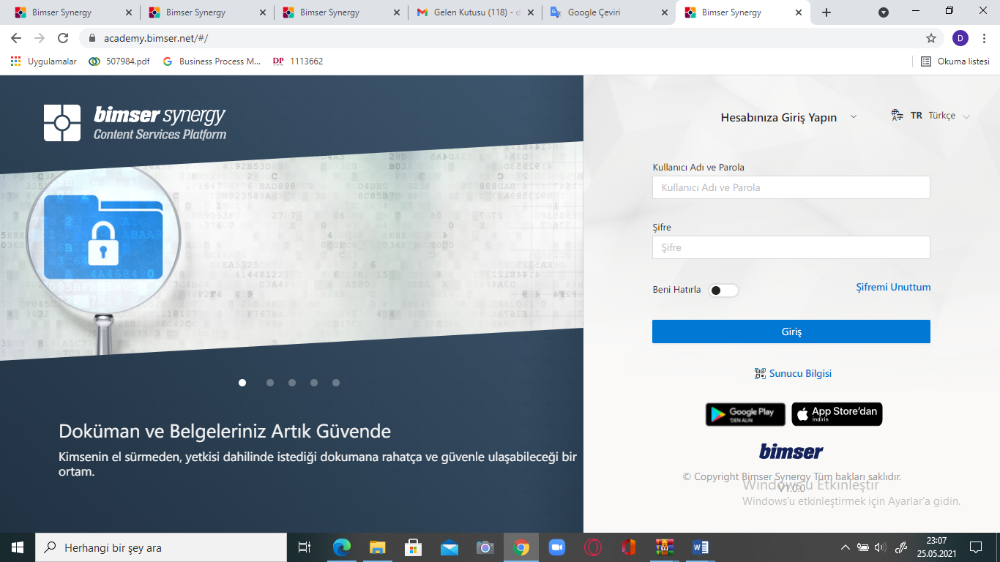 Bimser Synergy
Bimser Synergy
Bimser Synergy
Gelen Kutusu (118) - d
Google Çeviri
Bimser Synergy
academy.bimser.net/#/
D
Uygulamalar
507984.pdf
Business Process M...
DP 1113662
Okuma listesi
bimser synergy
Content Services Platform
Doküman ve Belgeleriniz Artık Güvende
Kimsenin el sürmeden, yetkisi dahilinde istediği dokumana rahatça ve güvenle ulaşabileceği bir
ortam.
Hesabınıza Giriş Yapın
TR Türkçe
Kullanıcı Adı ve Parola
Kullanıcı Adı ve Parola
Şifre
Şifre
Beni Hatırla
Şifremi Unuttum
Giriş
Sunucu Bilgisi
Google Play
'DEN ALIN
App Store'dan
İndirin
bimser
© Copyright Bimser Synergy Tüm hakları saklıdır.
V1.0.0
Windows'u Etkinleştir
Windows'u etkinleştirmek için Ayarlar'a gidin.
Herhangi bir şey ara
23:07
25.05.2021